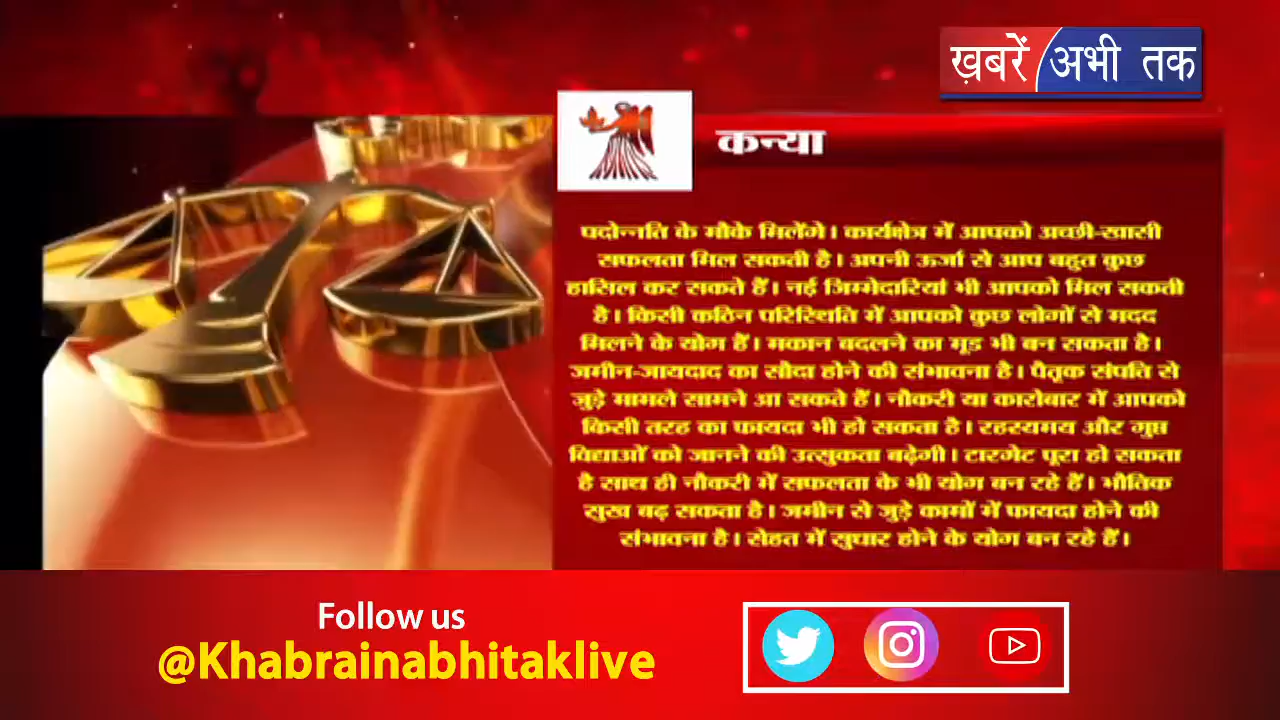 ख़बरें अभी तक
कन्या
पदोन्नति के मौके मिलेंगे। कार्यक्षेत्र में आपको अच्छी-खासी
सफलता मिल सकती है। अपनी ऊर्जा से आप बहुत कुछ
हासिल कर सकते हैं। नई जिम्मेदारियां भी आपको मिल सकती
है। किसी कठिन परिस्थिति में आपको कुछ लोगों से मदद
मिलने के योग हैं। मकान बदलने का मूड भी बन सकता है।
जमीन-जायदाद का सौदा होने की संभावना है। पैतृक संपति से
जुड़े मामले सामने आ सकते हैं। नौकरी या कारोबार में आपको
किसी तरह का फायदा भी हो सकता है। रहस्यमय और गुप्त
विद्याओं को जानने की उत्सुकता बढ़ेगी। टारगेट पूरा हो सकता
है साथ ही नौकरी में सफलता के भी योग बन रहे हैं। भौतिक
सुख बढ़ सकता है। जमीन से जुड़े कामों में फायदा होने की
संभावना है। सेहत में सुधार होने के योग बन रहे हैं।
Follow us
@Khabrainabhitaklive